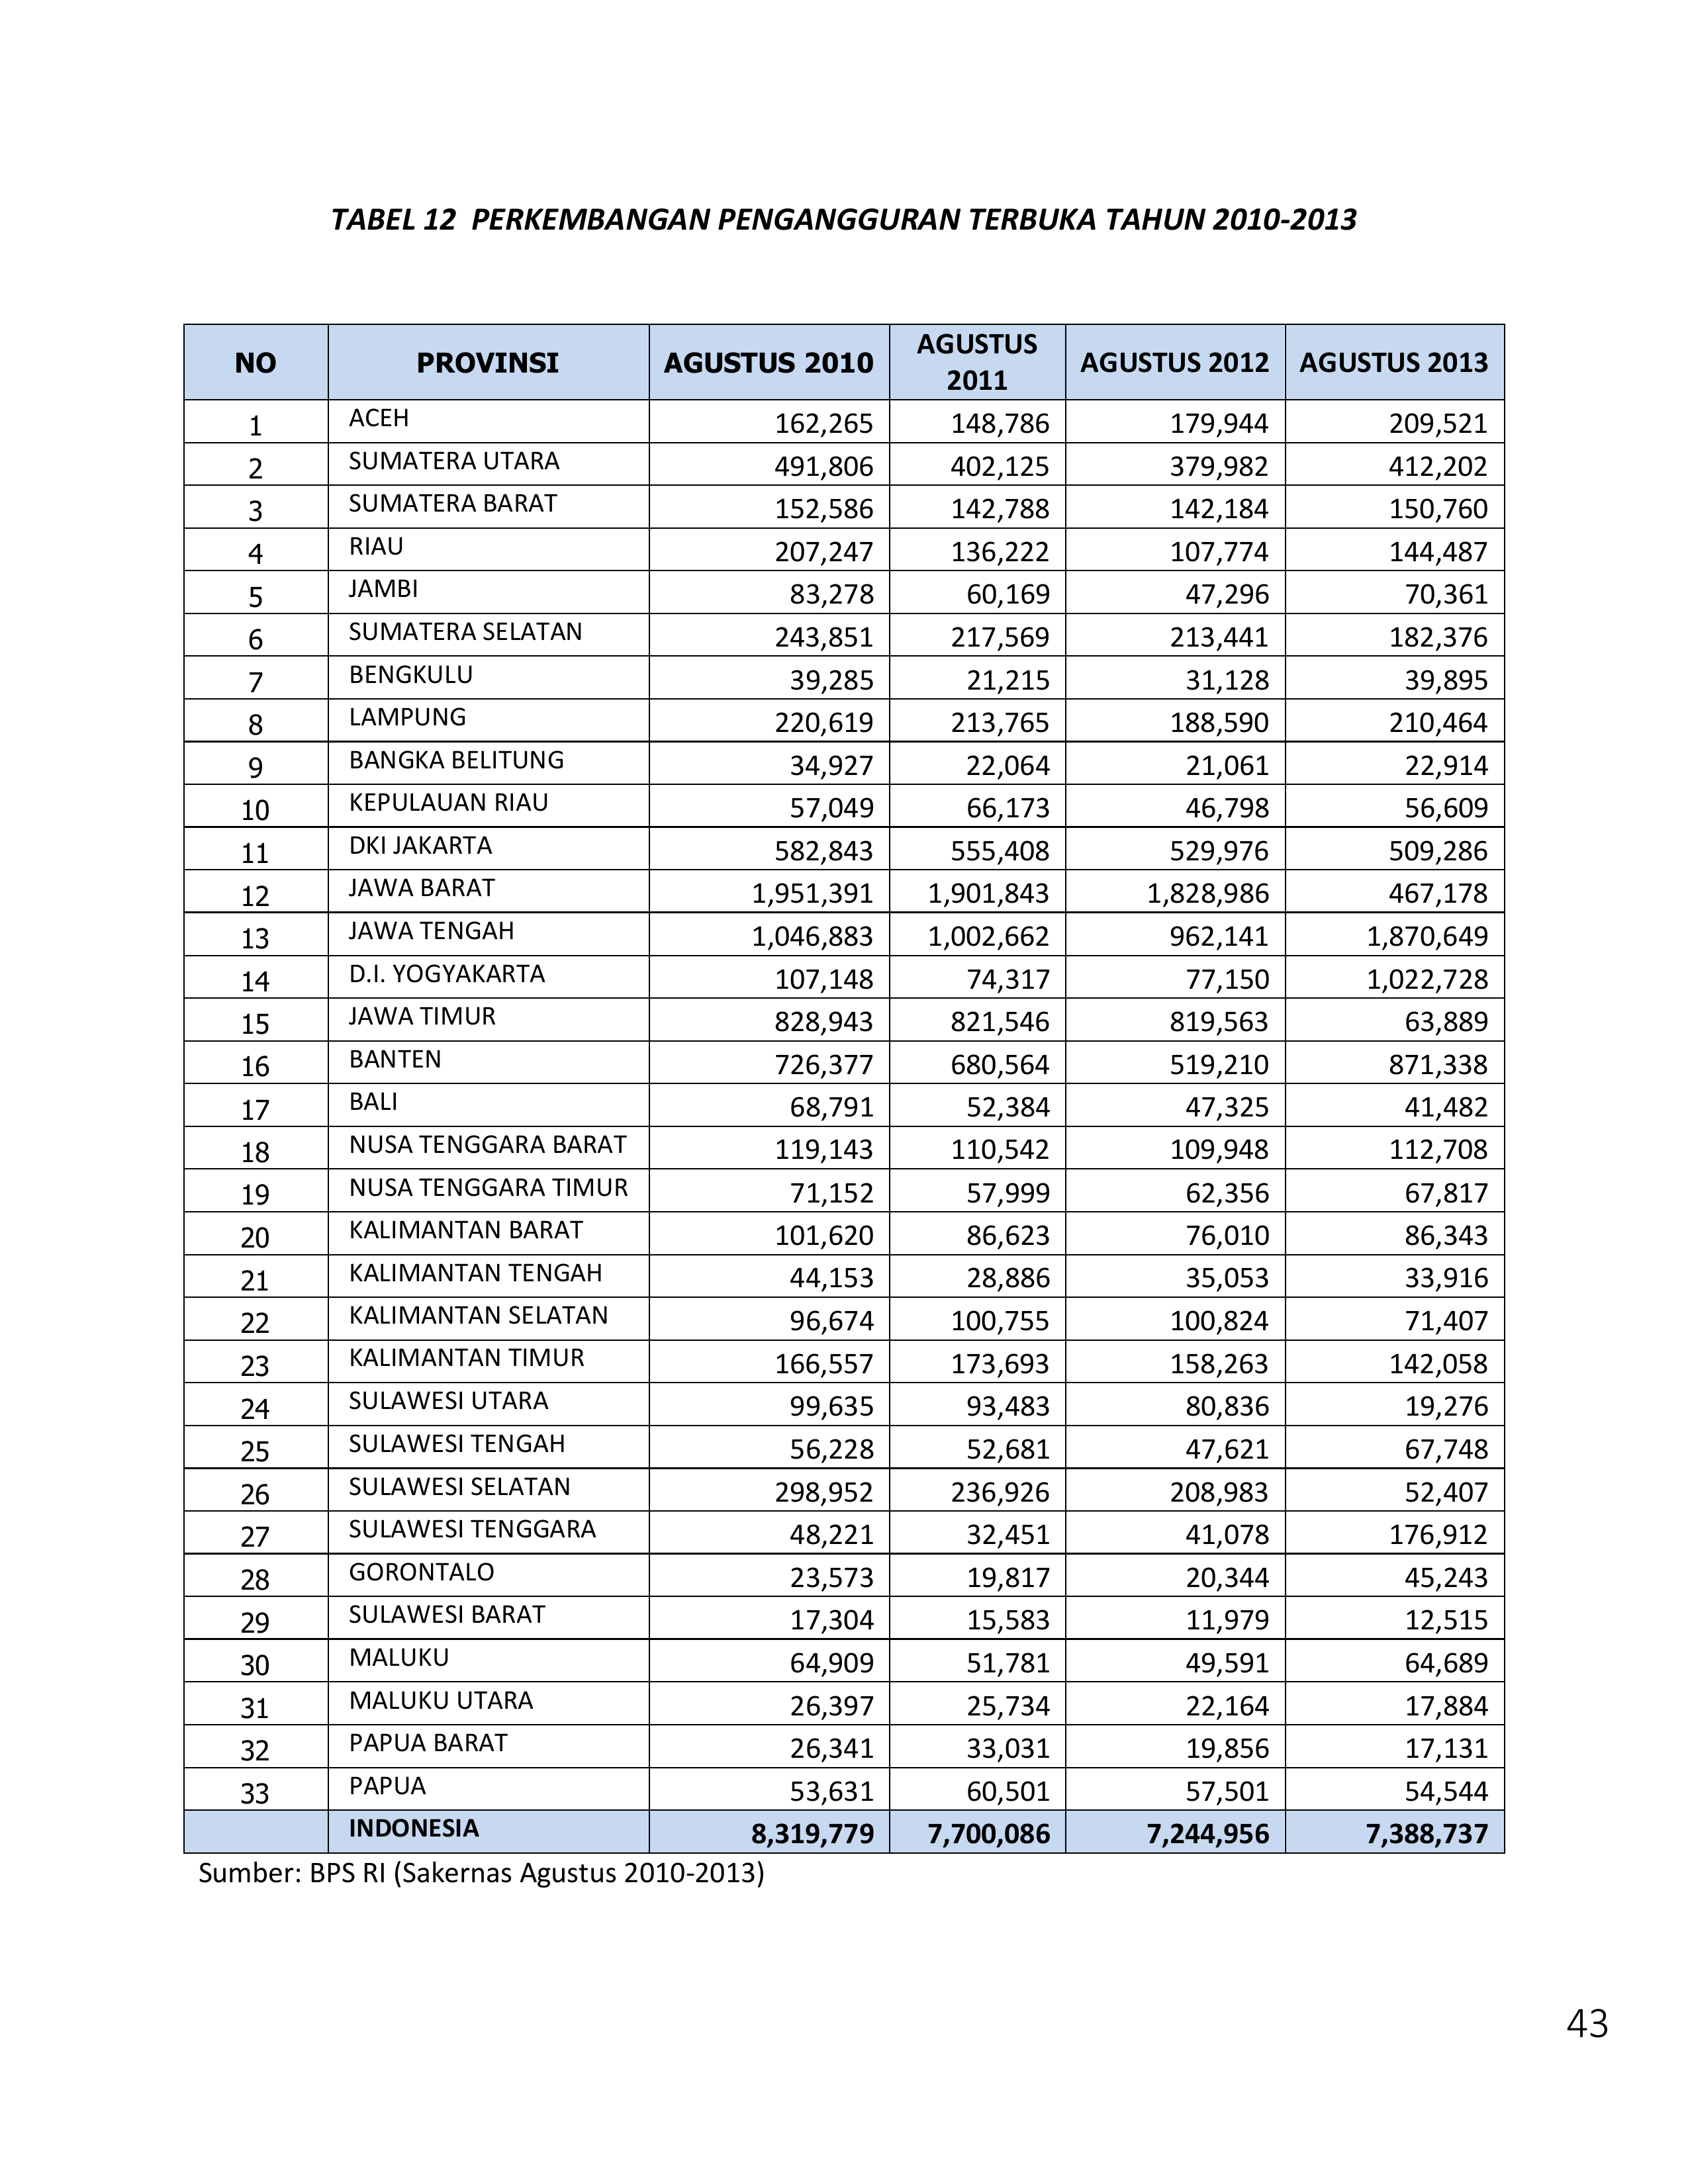 TABEL 12 PERKEMBANGAN PENGANGGURAN TERBUKA TAHUN 2010-2013
NO PROVINSI AGUSTUS 2010 AGUSTUS 2011 AGUSTUS 2012 AGUSTUS 2013
1 ACEH 162,265 148,786 179,944 209,521
2 SUMATERA UTARA 491,806 402,125 379,982 412,202
3 SUMATERA BARAT 152,586 142,788 142,184 150,760
4 RIAU 207,247 136,222 107,774 144,487
5 JAMBI 83,278 60,169 47,296 70,361
6 SUMATERA SELATAN 243,851 217,569 213,441 182,376
7 BENGKULU 39,285 21,215 31,128 39,895
8 LAMPUNG 220,619 213,765 188,590 210,464
9 BANGKA BELITUNG 34,927 22,064 21,061 22,914
10 KEPULAUAN RIAU 57,049 66,173 46,798 56,609
11 DKI JAKARTA 582,843 555,408 529,976 509,286
12 JAWA BARAT 1,951,391 1,901,843 1,828,986 467,178
13 JAWA TENGAH 1,046,883 1,002,662 962,141 1,870,649
14 D.I. YOGYAKARTA 107,148 74,317 77,150 1,022,728
15 JAWA TIMUR 828,943 821,546 819,563 63,889
16 BANTEN 726,377 680,564 519,210 871,338
17 BALI 68,791 52,384 47,325 41,482
18 NUSA TENGGARA BARAT 119,143 110,542 109,948 112,708
19 NUSA TENGGARA TIMUR 71,152 57,999 62,356 67,817
20 KALIMANTAN BARAT 101,620 86,623 76,010 86,343
21 KALIMANTAN TENGAH 44,153 28,886 35,053 33,916
22 KALIMANTAN SELATAN 96,674 100,755 100,824 71,407
23 KALIMANTAN TIMUR 166,557 173,693 158,263 142,058
24 SULAWESI UTARA 99,635 93,483 80,836 19,276
25 SULAWESI TENGAH 56,228 52,681 47,621 67,748
26 SULAWESI SELATAN 298,952 236,926 208,983 52,407
27 SULAWESI TENGGARA 48,221 32,451 41,078 176,912
28 GORONTALO 23,573 19,817 20,344 45,243
29 SULAWESI BARAT 17,304 15,583 11,979 12,515
30 MALUKU 64,909 51,781 49,591 64,689
31 MALUKU UTARA 26,397 25,734 22,164 17,884
32 PAPUA BARAT 26,341 33,031 19,856 17,131
33 PAPUA 53,631 60,501 57,501 54,544
INDONESIA 8,319,779 7,700,086 7,244,956 7,388,737
Sumber: BPS RI (Sakernas Agustus 2010-2013)
43